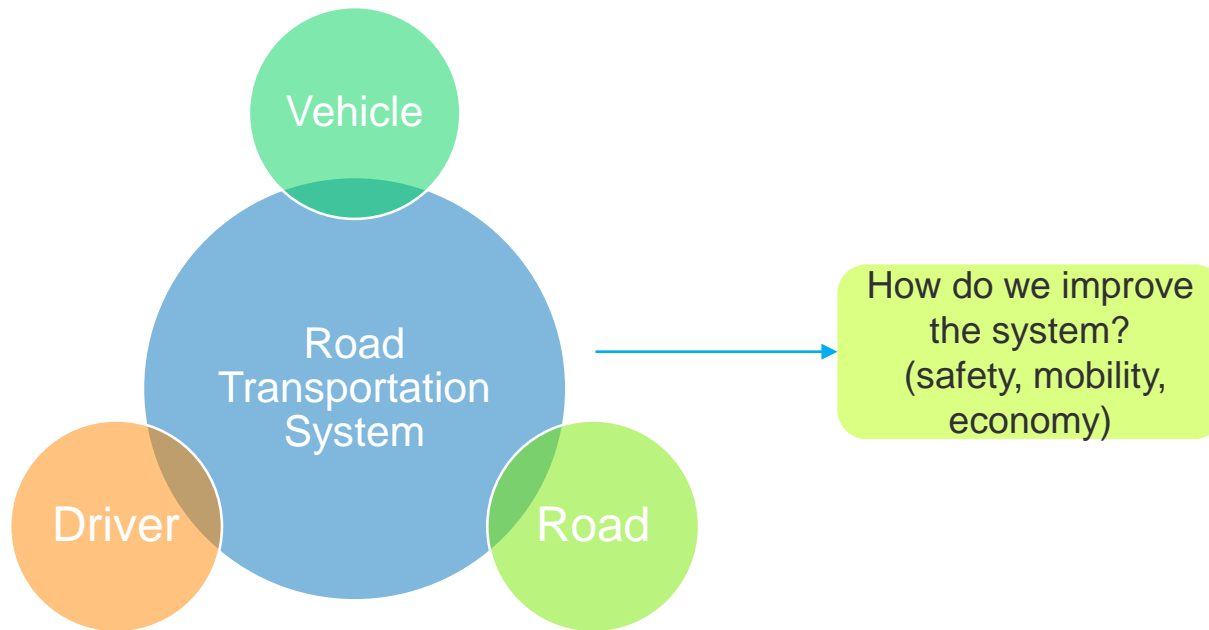 Vehicle
Road
Transportation
System
Driver
Road
How do we improve
the system?
(safety, mobility,
economy)